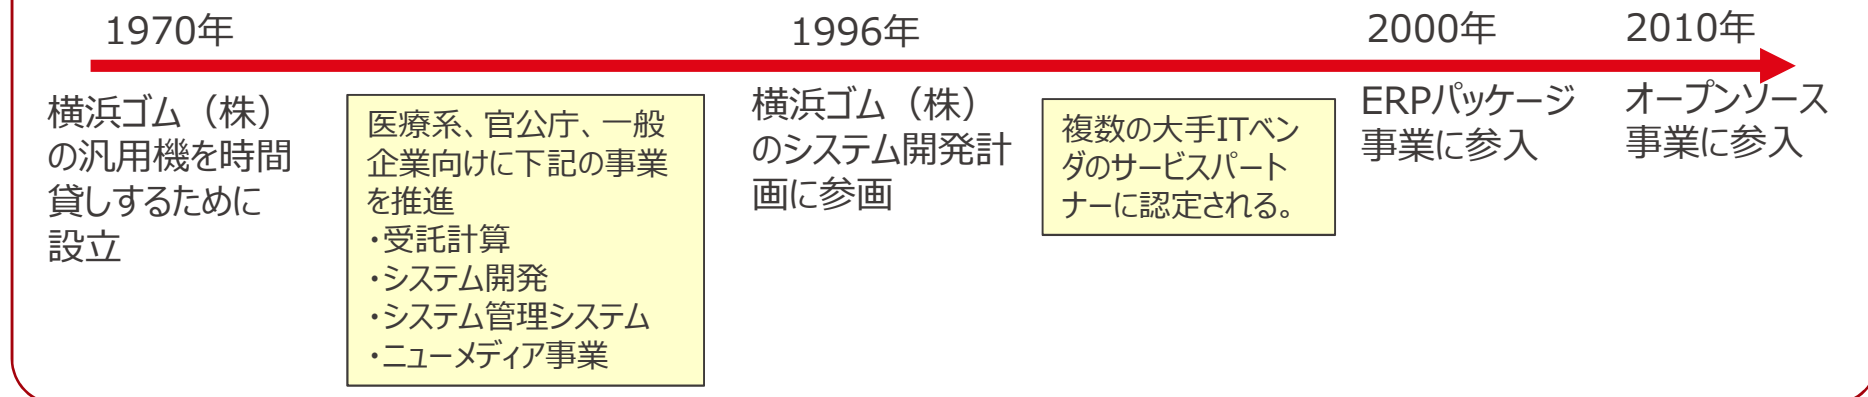 1970年
横浜ゴム（株）
の汎用機を時間
貸しするために
設立
医療系、官公庁、一般
企業向けに下記の事業
を推進
・受託計算
・システム開発
・システム管理システム
・ニューメディア事業
1996年
横浜ゴム（株）
のシステム開発計
画に参画
複数の大手ITベン
ダのサービスパート
ナーに認定される。
2000年
ERPパッケージ
事業に参入
2010年
オープンソース
事業に参入